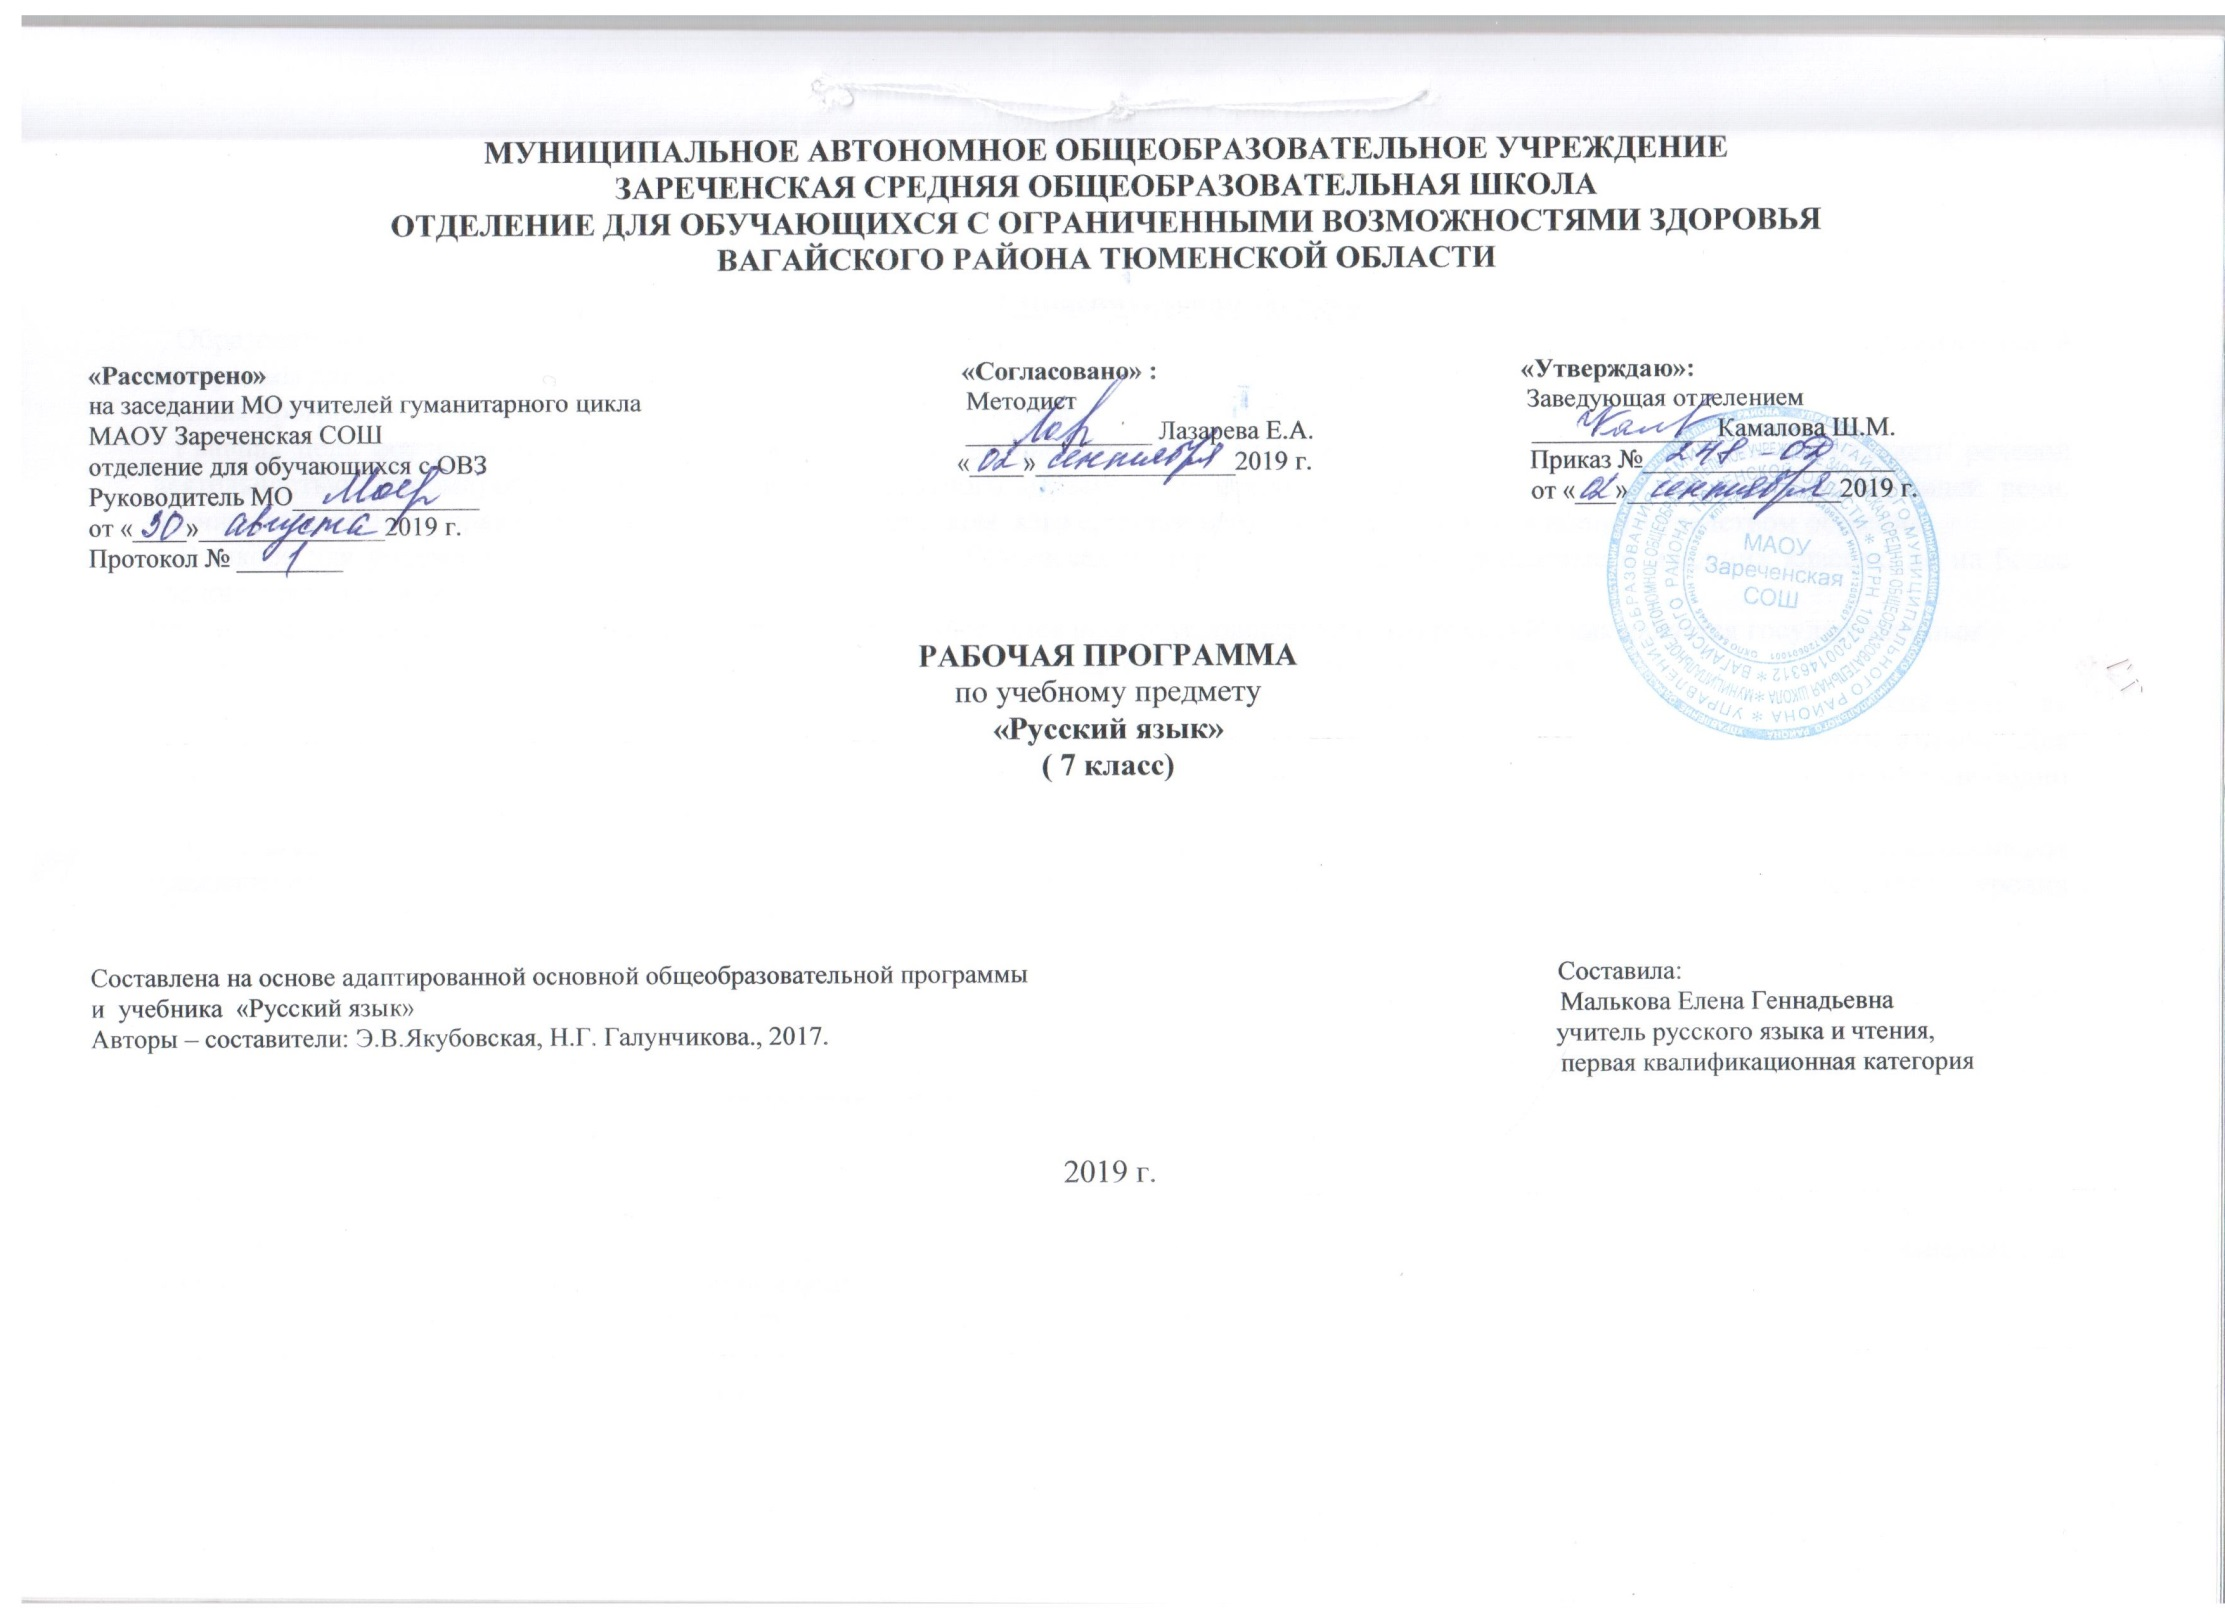 МУНИЦИПАЛЬНОЕ АВТОНОМНОЕ ОБЩЕОБРАЗОВАТЕЛЬНОЕ УЧРЕЖДЕНИЕ
ЗАРЕЧЕНСКАЯ СРЕДНЯЯ ОБЩЕОБРАЗОВАТЕЛЬНАЯ ШКОЛА
ОТДЕЛЕНИЕ ДЛЯ ОБУЧАЮЩИХСЯ С ОГРАНИЧЕННЫМИ ВОЗМОЖНОСТЯМИ ЗДОРОВЬЯ
ВАГАЙСКОГО РАЙОНА ТЮМЕНСКОЙ ОБЛАСТИ
«Рассмотрено»
на заседании МО учителей гуманитарного цикла
МАОУ Зареченская СОШ
отделение для обучающихся с ОВЗ
Руководитель МО
от «30» августа 2019 г.
Протокол № 1
«Согласовано» :
Методист
Лазарева Е.А.
«02» сентября 2019 г.
«Утверждаю»:
Заведующая отделением
Камалова Ш.М.
Приказ № 248-од
от «02» сентября 2019 г.
МАОУ
Зареченская
СОШ
РАБОЧАЯ ПРОГРАММА
по учебному предмету
«Русский язык»
( 7 класс)
Составлена на основе адаптированной основной общеобразовательной программы
и учебника «Русский язык»
Авторы – составители: Э.В.Якубовская, Н.Г. Галунчикова., 2017.
Составила:
Малькова Елена Геннадьевна
учитель русского языка и чтения,
первая квалификационная категория
2019 г.